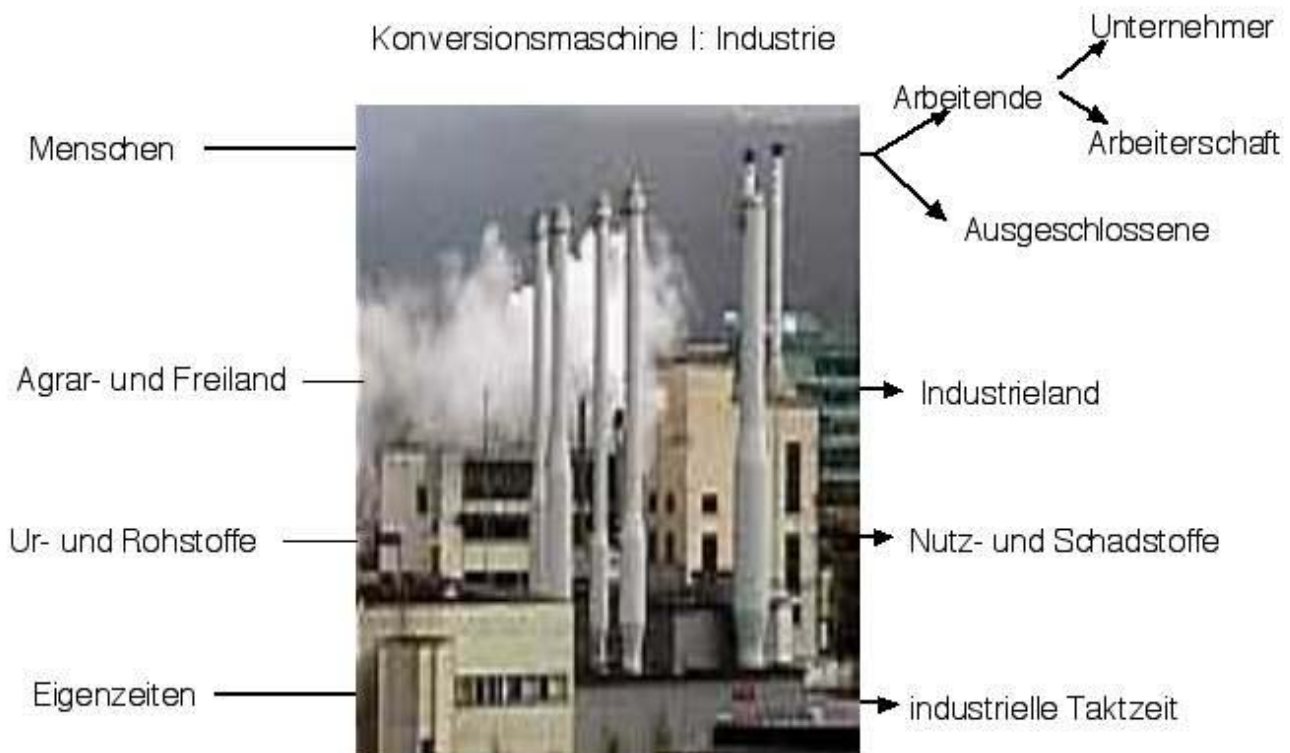 Konversionsmaschine I: Industrie
Unternehmer
Arbeitende
Menschen
Arbeiterschaft
Ausgeschlossene
Agrar- und Freiland
Industrieland
Ur- und Rohstoffe
Nutz- und Schadstoffe
Eigenzeiten
industrielle Taktzeit